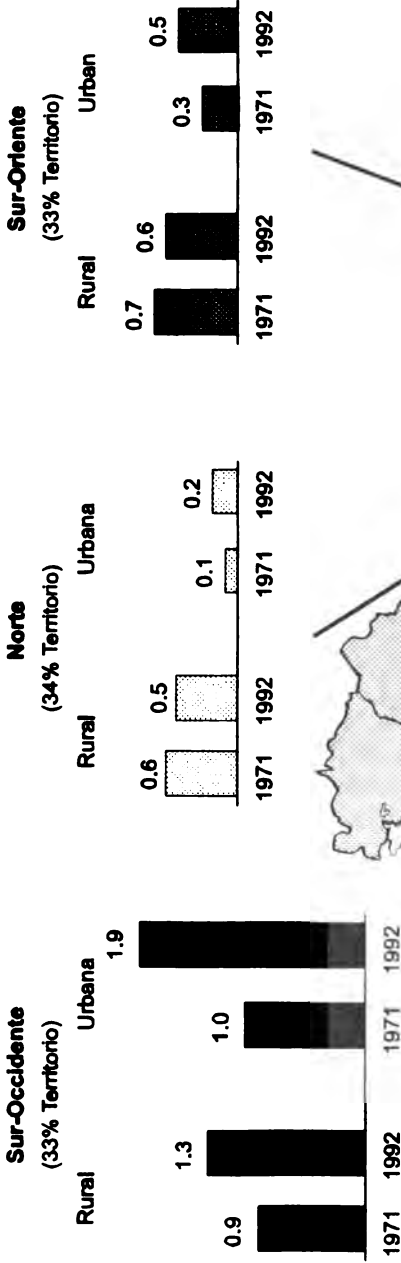 Sur-Occidente
(33% Territorio)
Rural
Urbana
0.9
1.3
1.0
1.9
1971
1992
1971
1992
Norte
(34% Territorio)
Rural
Urbana
0.6
0.5
0.1
0.2
1971
1992
1971
1992
Sur-Oriente
(33% Territorio)
Rural
Urban
0.7
0.6
0.3
0.5
1971
1992
1971
1992